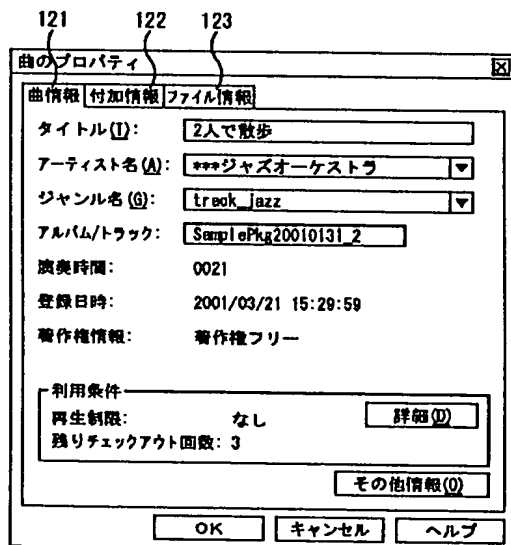 121 122 123
曲のプロパティ
曲情報 付加情報 ファイル情報
タイトル(T): 2人で散歩
アーティスト名(A): ***ジャズオーケストラ
ジャンル名(G): treok_jazz
アルバム/トラック: SamplePkg20010131_2
演奏時間: 0021
登録日時: 2001/03/21 15:29:59
著作権情報: 著作権フリー
利用条件
再生制限: なし 詳細(D)
残りチェックアウト回数: 3
その他情報(O)
OK キャンセル ヘルプ